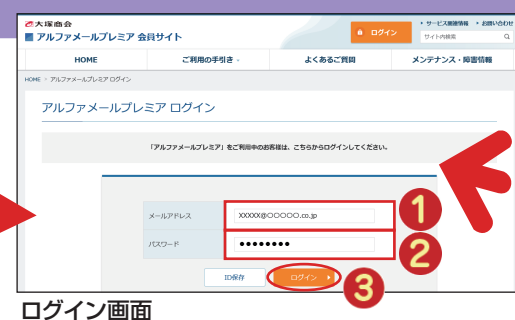 大塚商会
アルファメールプレミア 会員サイト
ログイン
サービス稼働情報
お問い合わせ
サイト内検索
HOME
ご利用の手引き
よくあるご質問
メンテナンス・障害情報
HOME > アルファメールプレミアログイン
アルファメールプレミア ログイン
「アルファメールプレミア」をご利用中のお客様は、こちらからログインしてください。
メールアドレス
XXXXX@○○○○○.co.jp
1
パスワード
●●●●●●●●
2
ID保存
ログイン
3
ログイン画面